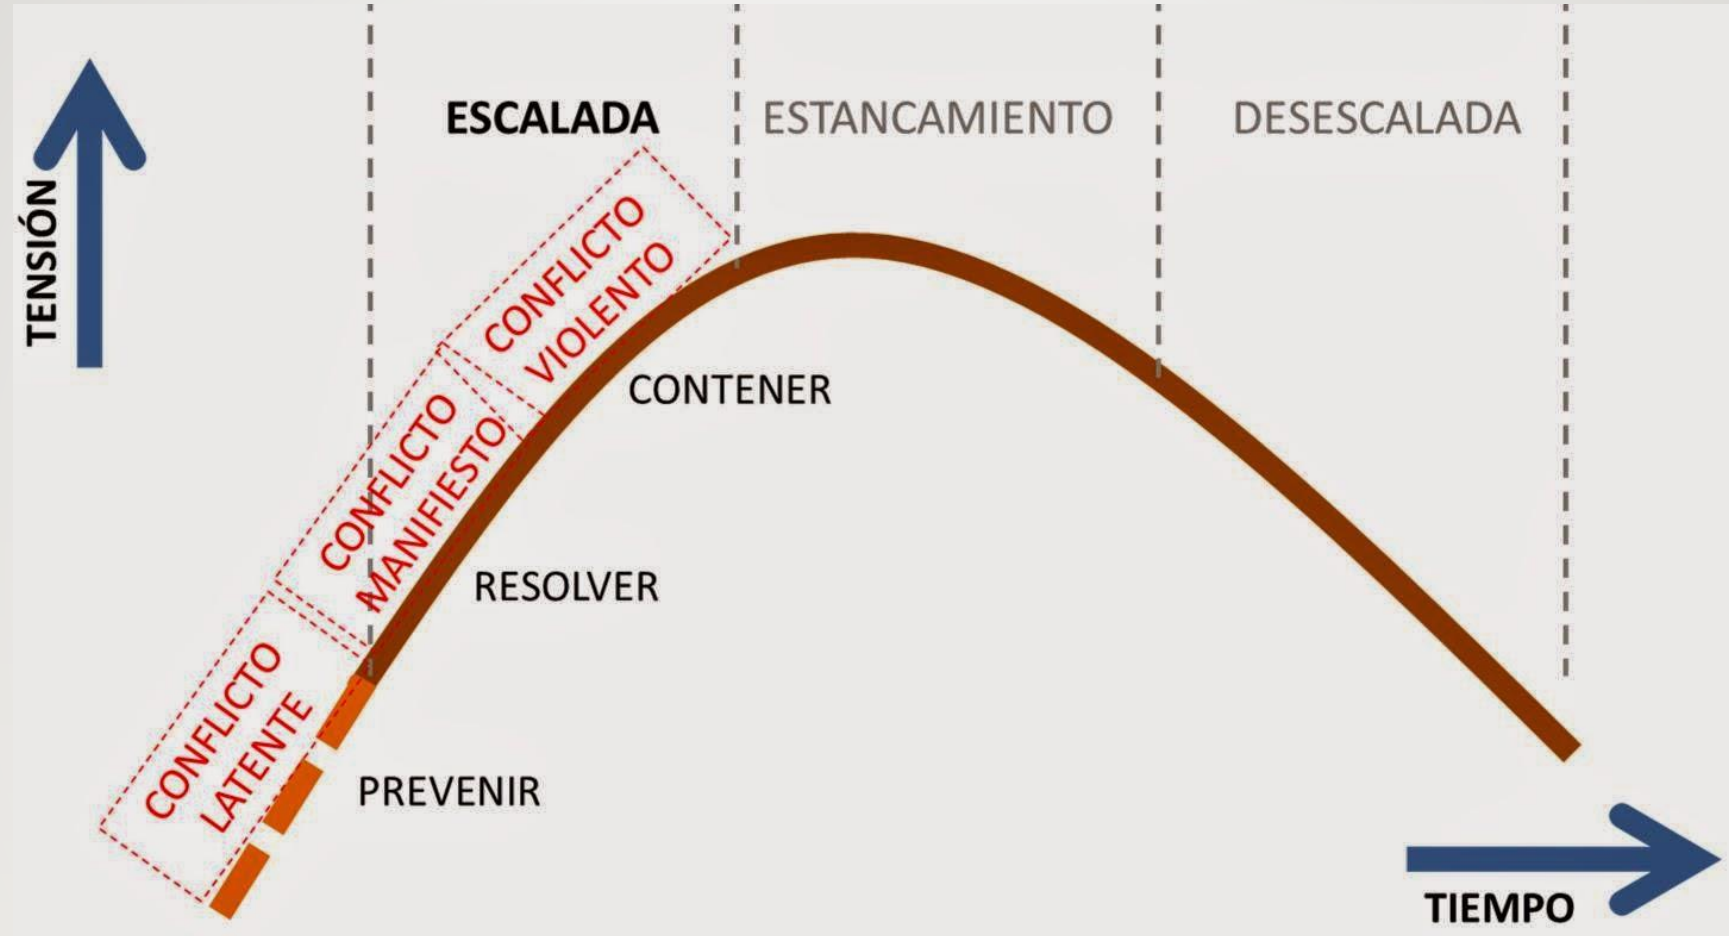 ESCALADA
ESTANCAMIENTO
DESESCALADA
TENSIÓN
CONFLICTO
VIOLENTO
CONTENER
CONFLICTO
MANIFIESTO
RESOLVER
CONFLICTO
LATENTE
PREVENIR
TIEMPO